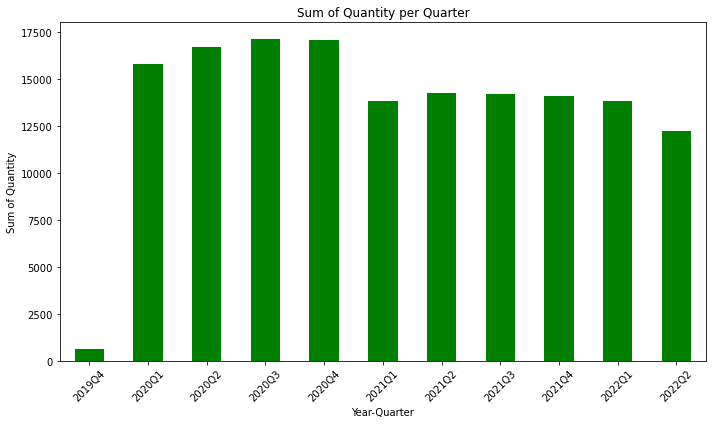 Sum of Quantity per Quarter
Sum of Quantity
17500
15000
12500
10000
7500
5000
2500
0
2019Q4
2020Q1
2020Q2
2020Q3
2020Q4
2021Q1
2021Q2
2021Q3
2021Q4
2022Q1
2022Q2
Year-Quarter